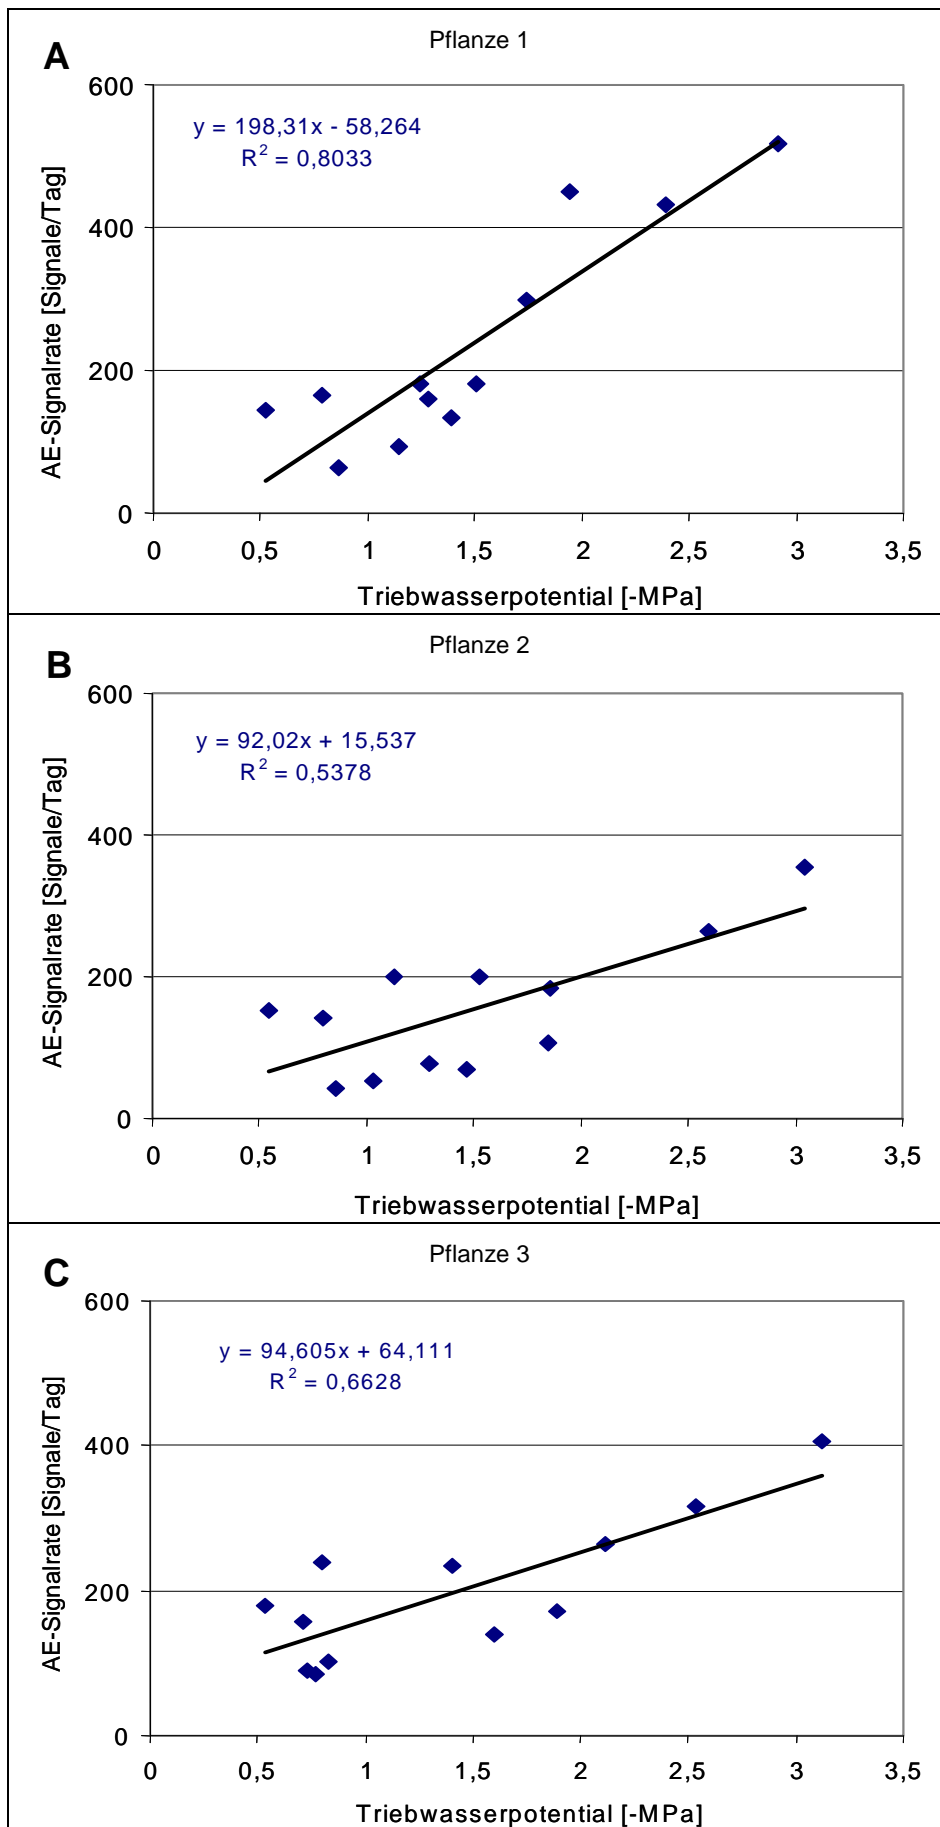 A
Pflanze 1
y = 198,31x - 58,264
R² = 0,8033
AE-Signalrate [Signale/Tag]
600
400
200
0
0 0,5 1 1,5 2 2,5 3 3,5
Triebwasserpotential [-MPa]
B
Pflanze 2
y = 92,02x + 15,537
R² = 0,5378
AE-Signalrate [Signale/Tag]
600
400
200
0
0 0,5 1 1,5 2 2,5 3 3,5
Triebwasserpotential [-MPa]
C
Pflanze 3
y = 94,605x + 64,111
R² = 0,6628
AE-Signalrate [Signale/Tag]
600
400
200
0
0 0,5 1 1,5 2 2,5 3 3,5
Triebwasserpotential [-MPa]